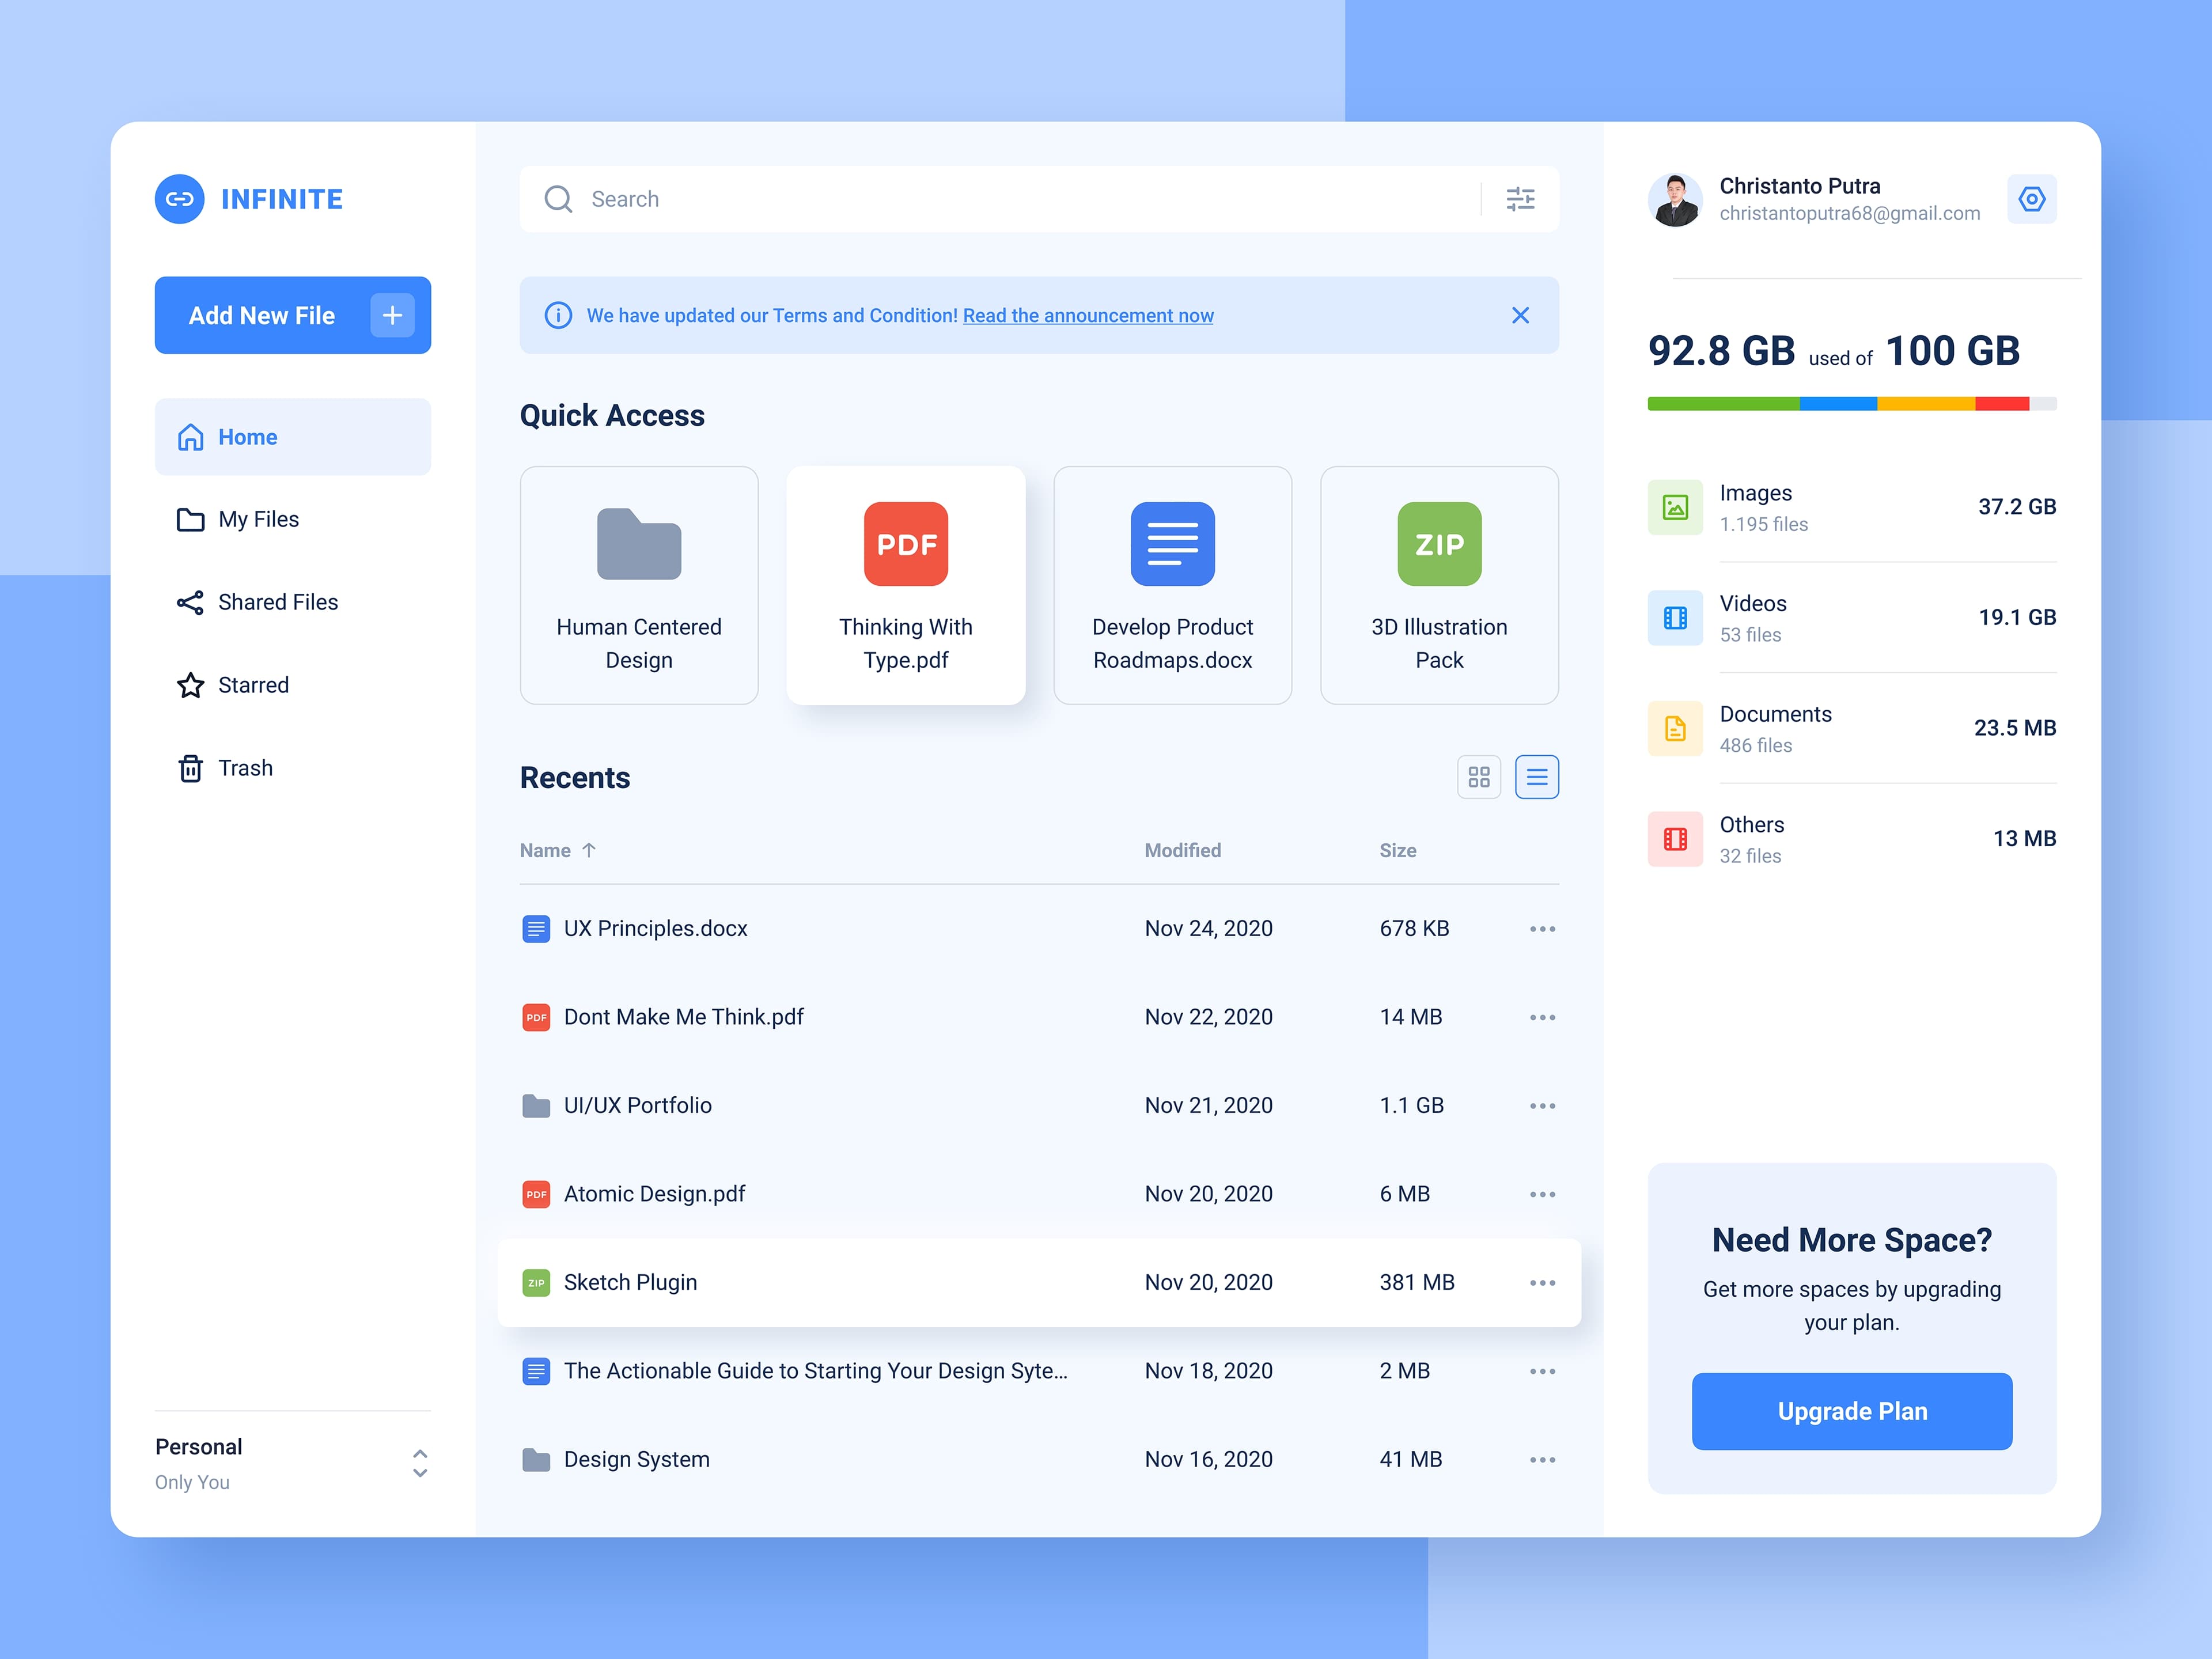 INFINITE
Add New File
Home
My Files
Shared Files
Starred
Trash
Personal
Only You
Search
We have updated our Terms and Condition! Read the announcement now
Quick Access
Human Centered
Design
PDF
Thinking With
Type.pdf
Develop Product
Roadmaps.docx
ZIP
3D Illustration
Pack
Recents
Name Modified Size
UX Principles.docx Nov 24, 2020 678 KB
PDF Dont Make Me Think.pdf Nov 22, 2020 14 MB
UI/UX Portfolio Nov 21, 2020 1.1 GB
PDF Atomic Design.pdf Nov 20, 2020 6 MB
ZIP Sketch Plugin Nov 20, 2020 381 MB
The Actionable Guide to Starting Your Design Syte... Nov 18, 2020 2 MB
Design System Nov 16, 2020 41 MB
Christanto Putra
christantoputra68@gmail.com
92.8 GB used of 100 GB
Images
1.195 files
37.2 GB
Videos
53 files
19.1 GB
Documents
486 files
23.5 MB
Others
32 files
13 MB
Need More Space?
Get more spaces by upgrading
your plan.
Upgrade Plan